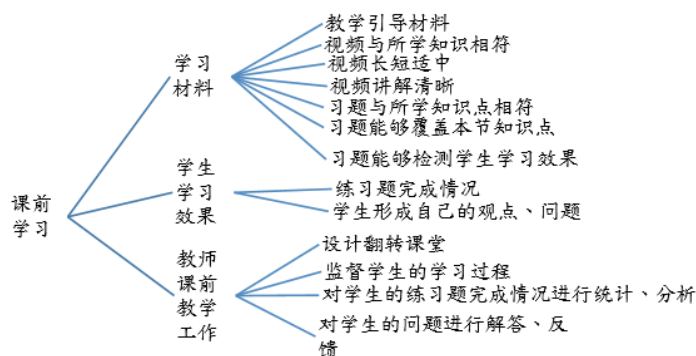 课前
学习
学习
材料
教学引导材料
视频与所学知识相符
视频长短适中
视频讲解清晰
习题与所学知识点相符
习题能够覆盖本节知识点
习题能够检测学生学习效果
学生
学习
效果
练习题完成情况
学生形成自己的观点、问题
教师
课前
教学
工作
设计翻转课堂
监督学生的学习过程
对学生的练习题完成情况进行统计、分析
对学生的问题进行解答、反
馈